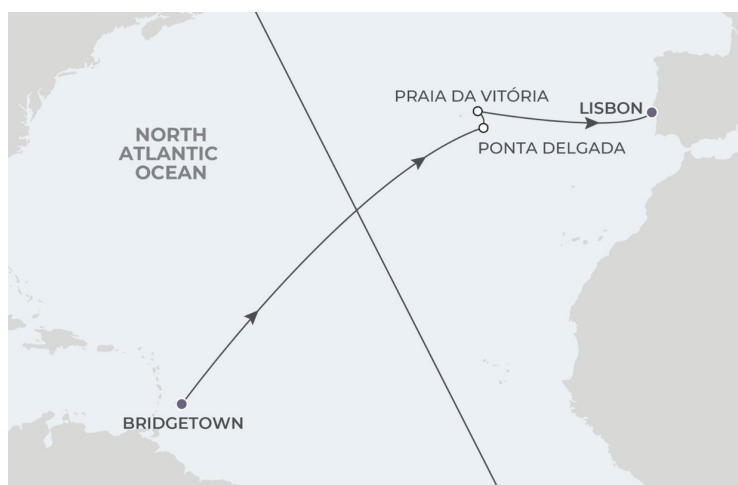 PRAIA DA VITÓRIA
LISBON
PONTA DELGADA
NORTH
ATLANTIC
OCEAN
BRIDGETOWN